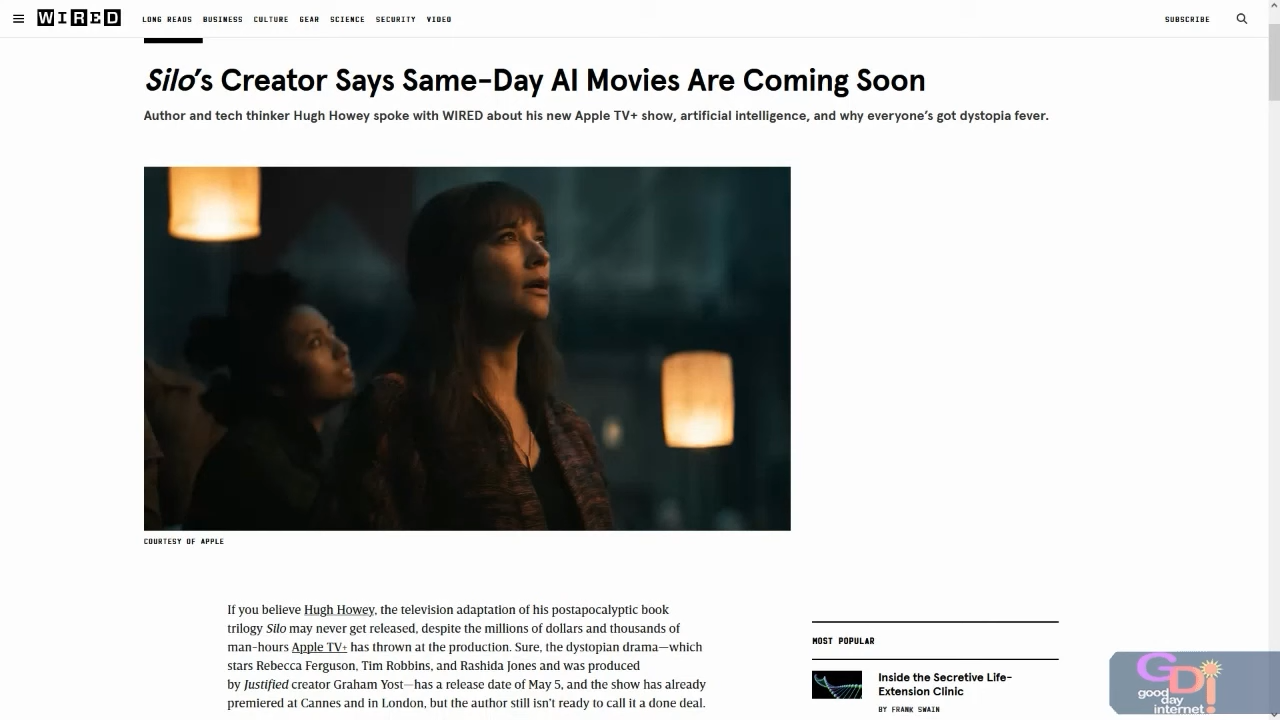 WIRED LONG READS BUSINESS CULTURE GEAR SCIENCE SECURITY VIDEO SUBSCRIBE
Silo's Creator Says Same-Day AI Movies Are Coming Soon
Author and tech thinker Hugh Howey spoke with WIRED about his new Apple TV+ show, artificial intelligence, and why everyone's got dystopia fever.
COURTESY OF APPLE
If you believe Hugh Howey, the television adaptation of his postapocalyptic book
trilogy Silo may never get released, despite the millions of dollars and thousands of
man-hours Apple TV+ has thrown at the production. Sure, the dystopian drama—which
stars Rebecca Ferguson, Tim Robbins, and Rashida Jones and was produced
by Justified creator Graham Yost—has a release date of May 5, and the show has already
premiered at Cannes and in London, but the author still isn't ready to call it a done deal.
MOST POPULAR
Inside the Secretive Life-
Extension Clinic
BY FRANK SWAIN
GDI
good
day
internet